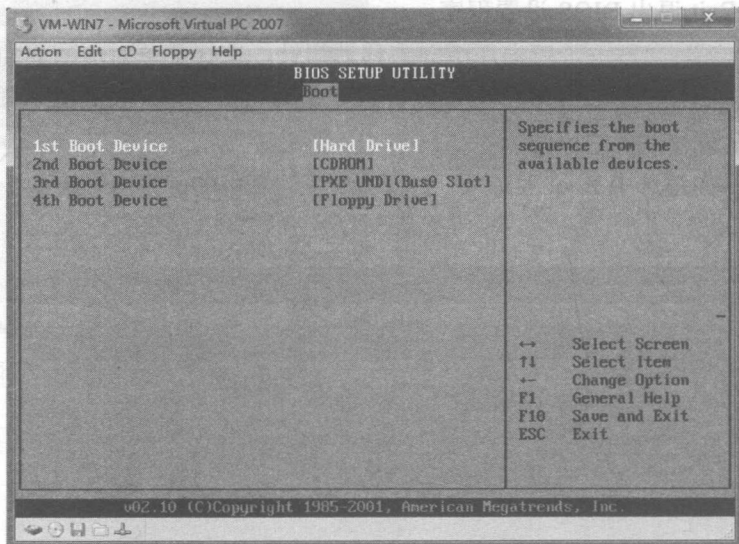 VM-WIN7 - Microsoft Virtual PC 2007
Action Edit CD Floppy Help
BIOS SETUP UTILITY
Boot
1st Boot Device [Hard Drive]
2nd Boot Device [CDROM]
3rd Boot Device [PXE UNDI(Bus0 Slot]
4th Boot Device [Floppy Drive]
Specifies the boot
sequence from the
available devices.
↔ Select Screen
↑↓ Select Item
+- Change Option
F1 General Help
F10 Save and Exit
ESC Exit
v02.10 (C)Copyright 1985-2001, American Megatrends, Inc.